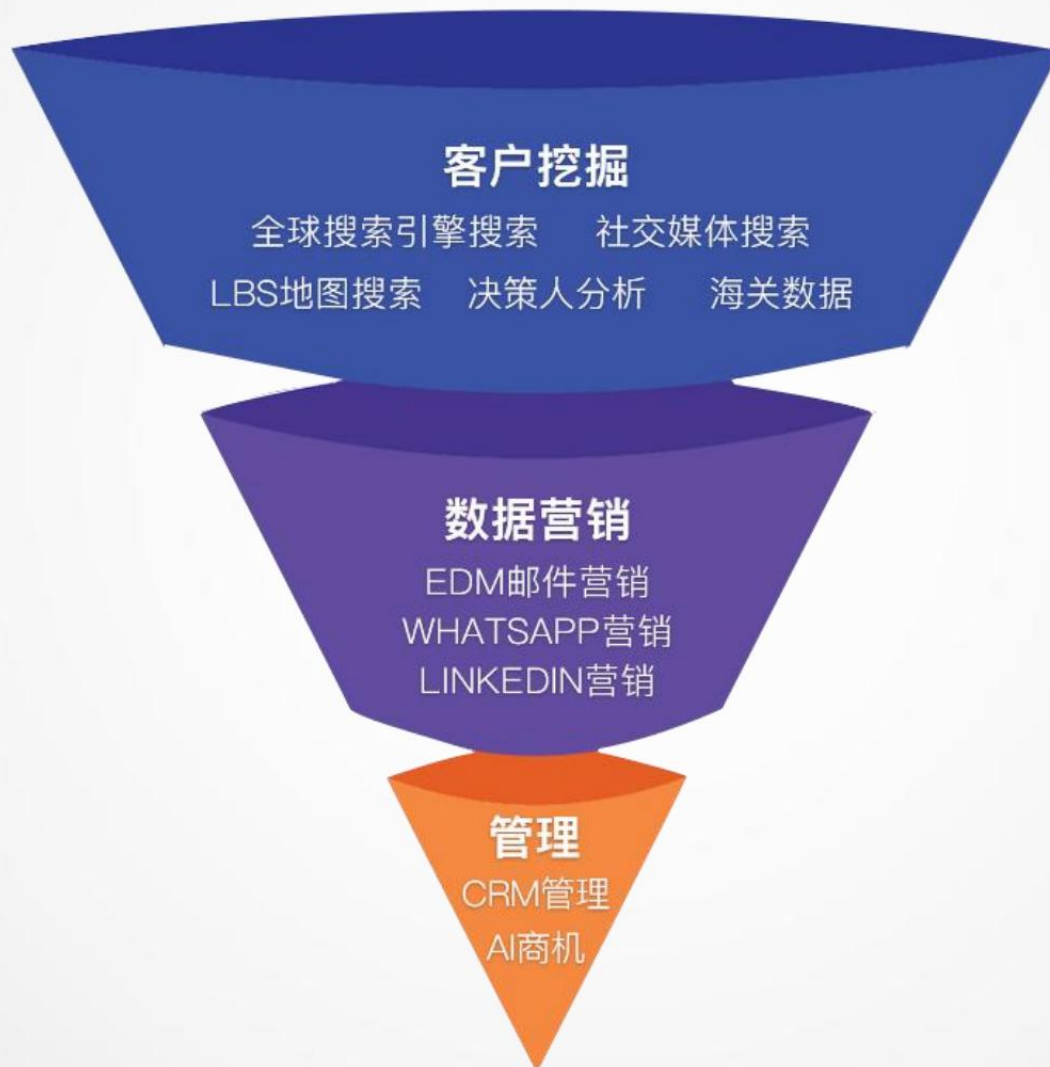 客户挖掘
全球搜索引擎搜索 社交媒体搜索
LBS地图搜索 决策人分析 海关数据
数据营销
EDM邮件营销
WHATSAPP营销
LINKEDIN营销
管理
CRM管理
AI商机